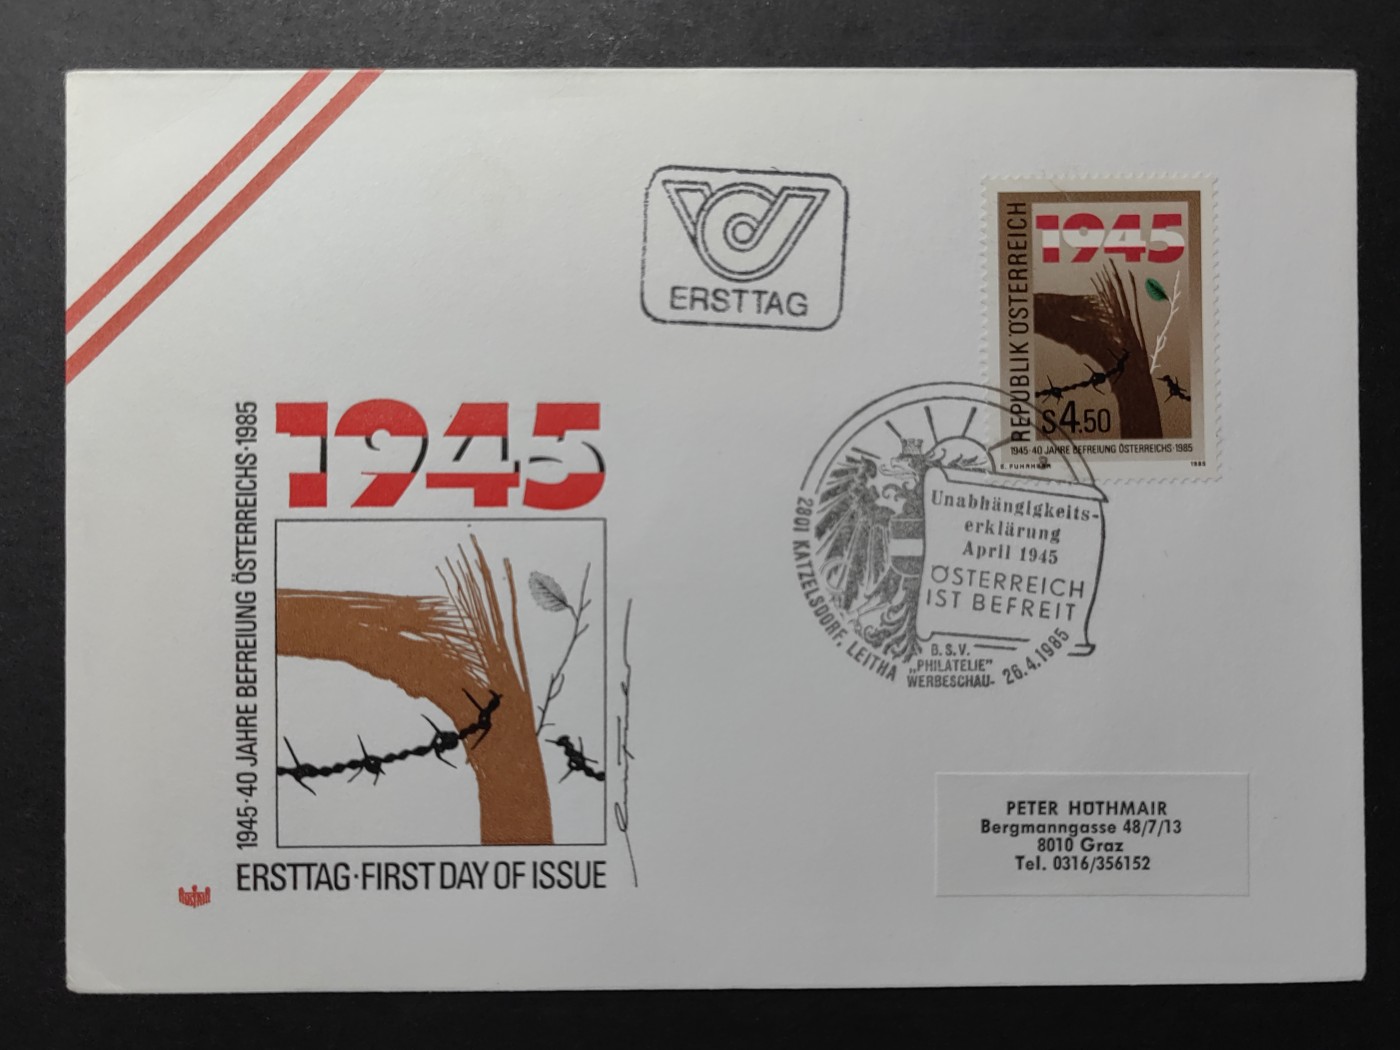 ERSTTAG
REPUBLIK ÖSTERREICH
1945
S4.50
1945·40 JAHRE BEFREIUNG ÖSTERREICHS·1985
1985
1945
1945·40 JAHRE BEFREIUNG ÖSTERREICHS·1985
ERSTTAG·FIRST DAY OF ISSUE
Unabhängigkeits-
erklärung
April 1945
ÖSTERREICH
IST BEFREIT
2801 KATZELSDORF, LEITHA
B.S.V.
„PHILATELIE"
WERBESCHAU-
26.4.1985
PETER HÖTHMAIR
Bergmanngasse 48/7/13
8010 Graz
Tel. 0316/356152